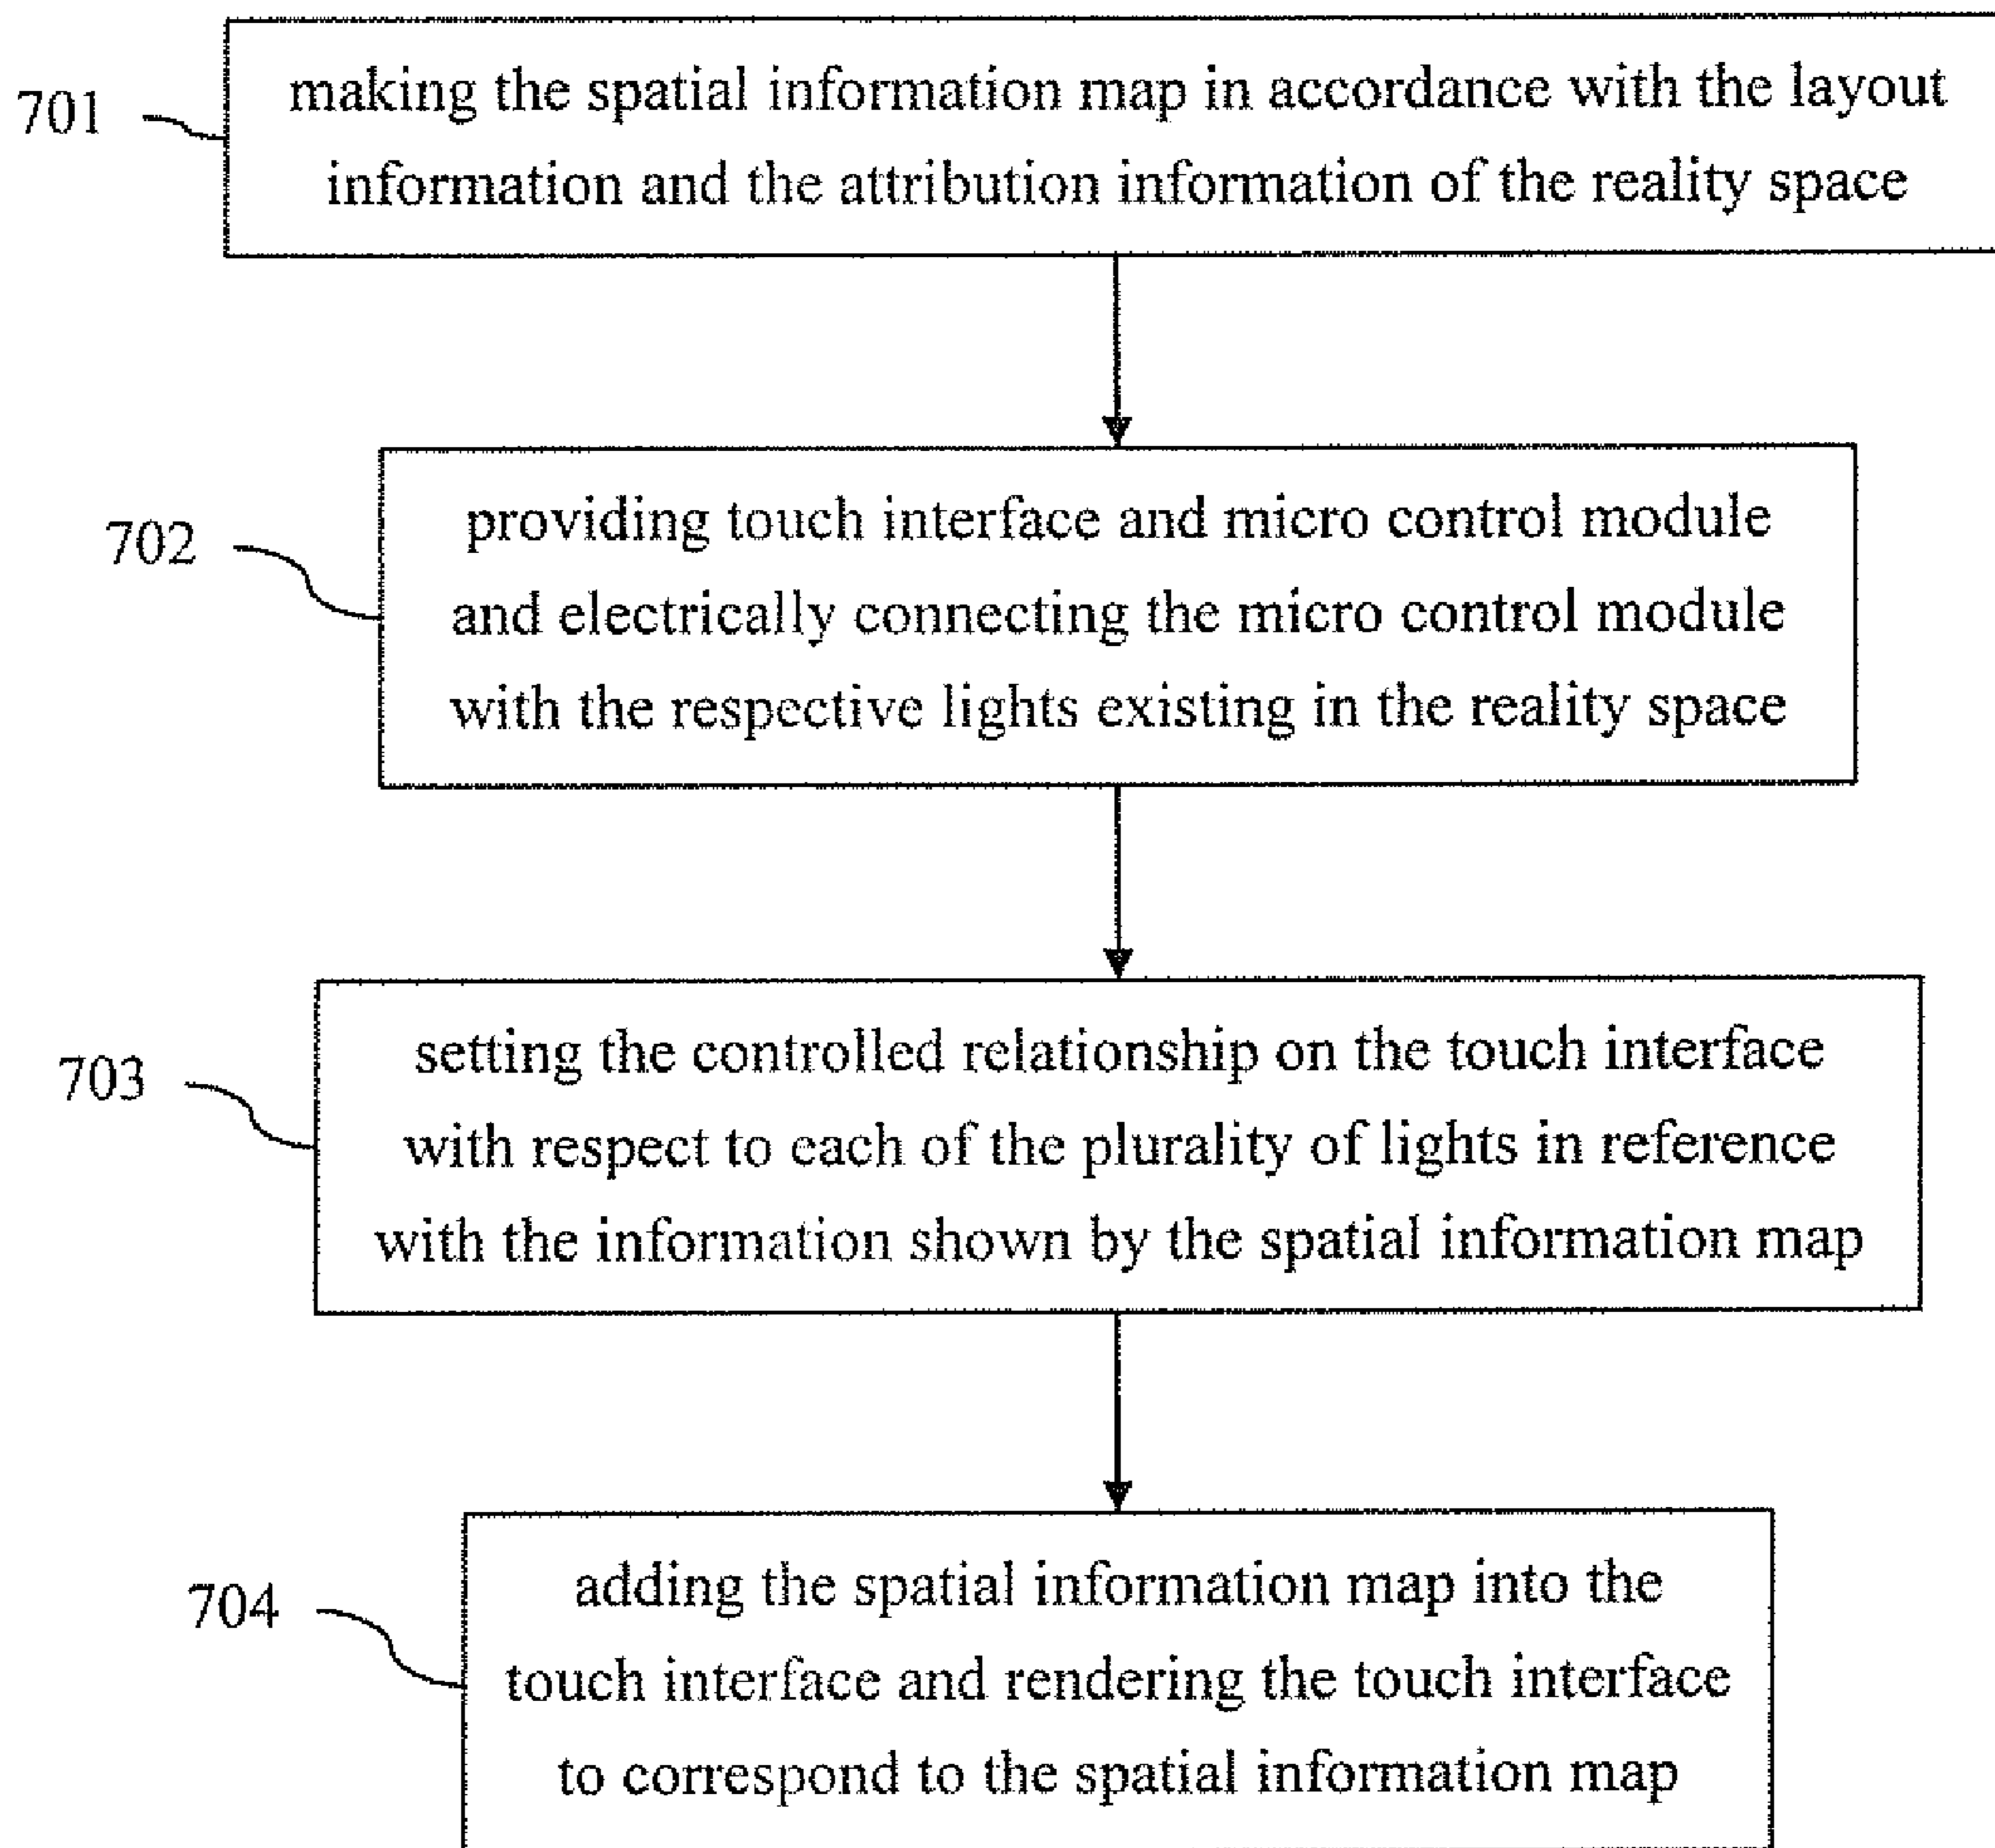 701
making the spatial information map in accordance with the layout
information and the attribution information of the reality space
702
providing touch interface and micro control module
and electrically connecting the micro control module
with the respective lights existing in the reality space
703
setting the controlled relationship on the touch interface
with respect to each of the plurality of lights in reference
with the information shown by the spatial information map
704
adding the spatial information map into the
touch interface and rendering the touch interface
to correspond to the spatial information map